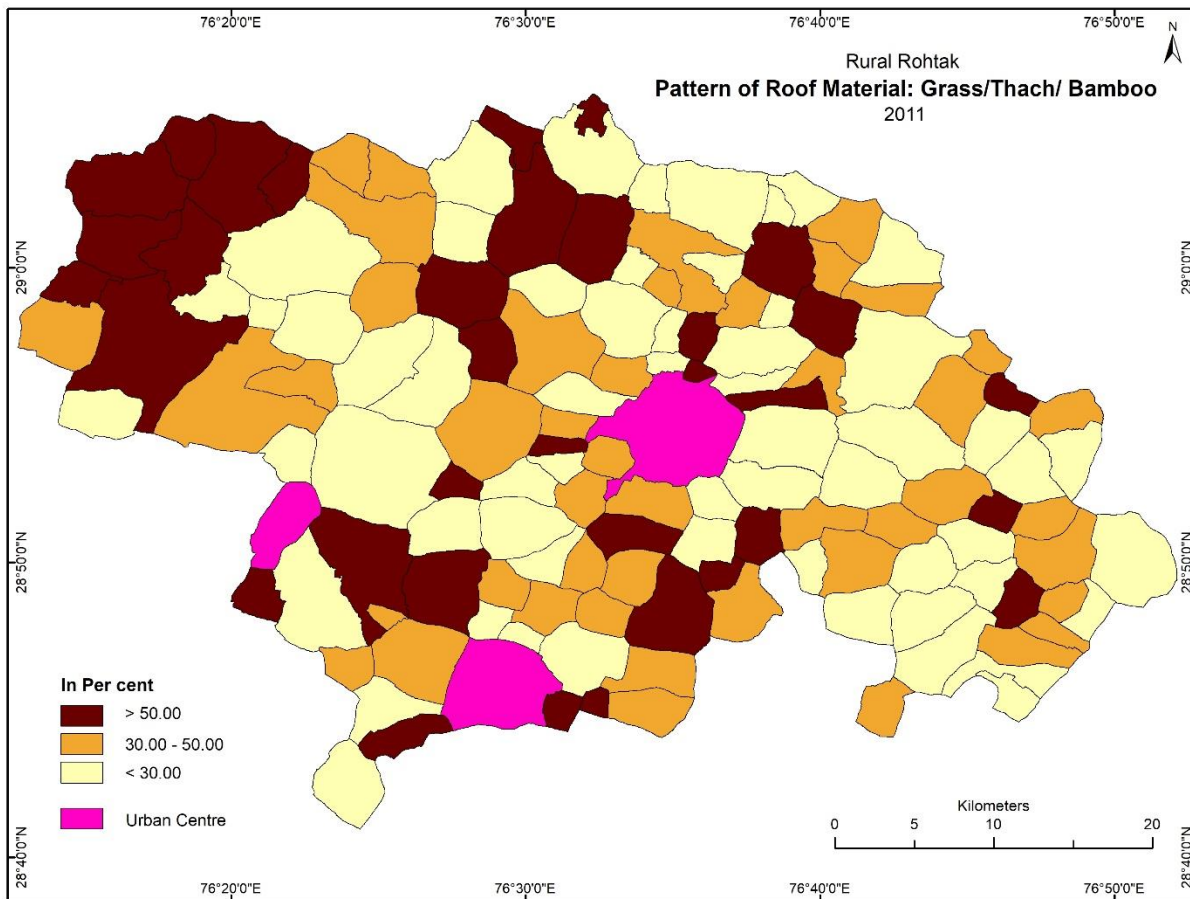 76°20'0"E 76°30'0"E 76°40'0"E 76°50'0"E
N
Rural Rohtak
Pattern of Roof Material: Grass/Thach/ Bamboo
2011
29°0'0"N 29°0'0"N
28°50'0"N 28°50'0"N
In Per cent
> 50.00
30.00 - 50.00
< 30.00
Urban Centre
Kilometers
0 5 10 20
28°40'0"N 28°40'0"N
76°20'0"E 76°30'0"E 76°40'0"E 76°50'0"E